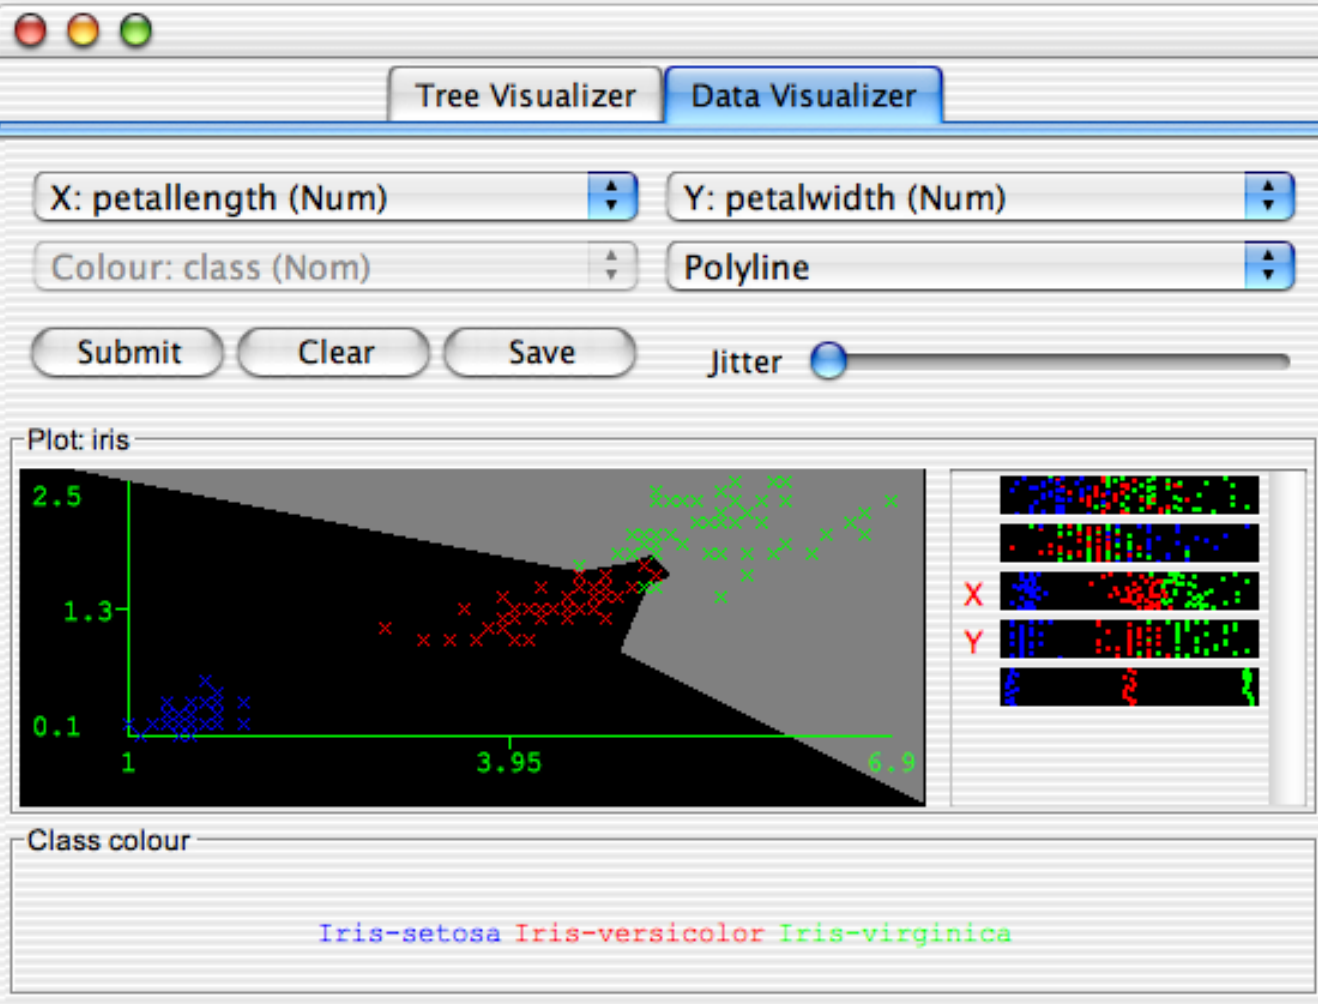 Tree Visualizer Data Visualizer
X: petallength (Num) Y: petalwidth (Num)
Colour: class (Nom) Polyline
Submit Clear Save Jitter
Plot: iris
2.5
1.3
0.1
1 3.95 6.9
X
Y
Class colour
Iris-setosa Iris-versicolor Iris-virginica